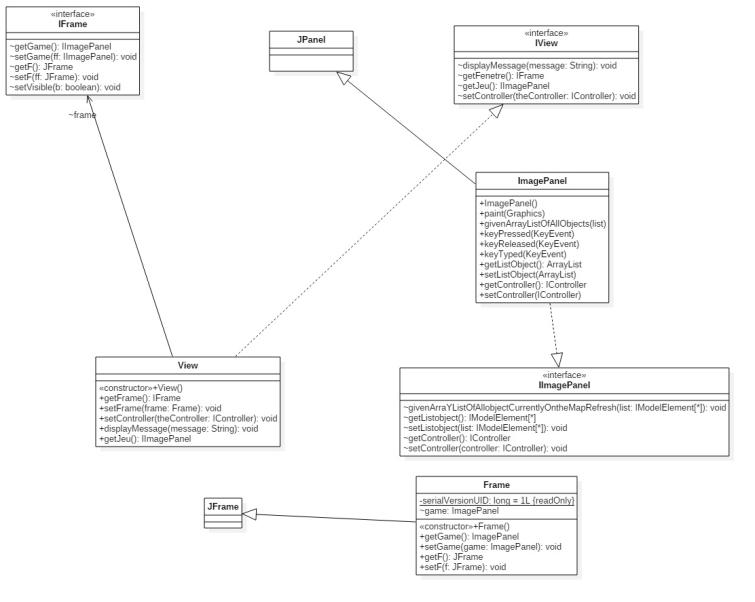 «interface»
IFrame
~getGame(): IImagePanel
~setGame(ff: IImagePanel): void
~getF(): JFrame
~setF(ff: JFrame): void
~setVisible(b: boolean): void
~frame
JPanel
«interface»
IView
~displayMessage(message: String): void
~getFenetre(): IFrame
~getJeu(): IImagePanel
~setController(theController: IController): void
ImagePanel
+ImagePanel()
+paint(Graphics)
+givenArrayListOfAllObjects(list)
+keyPressed(KeyEvent)
+keyReleased(KeyEvent)
+keyTyped(KeyEvent)
+getListObject(): ArrayList
+setListObject(ArrayList)
+getController(): IController
+setController(IController)
View
«constructor»+View()
+getFrame(): IFrame
+setFrame(frame: Frame): void
+setController(theController: IController): void
+displayMessage(message: String): void
+getJeu(): IImagePanel
«interface»
IImagePanel
~givenArraYListOfAllobjectCurrentlyOntheMapRefresh(list: IModelElement[*]): void
~getListobject(): IModelElement[*]
~setListobject(list: IModelElement[*]): void
~getController(): IController
~setController(controller: IController): void
JFrame
Frame
-serialVersionUID: long = 1L {readOnly}
~game: ImagePanel
«constructor»+Frame()
+getGame(): ImagePanel
+setGame(game: ImagePanel): void
+getF(): JFrame
+setF(f: JFrame): void